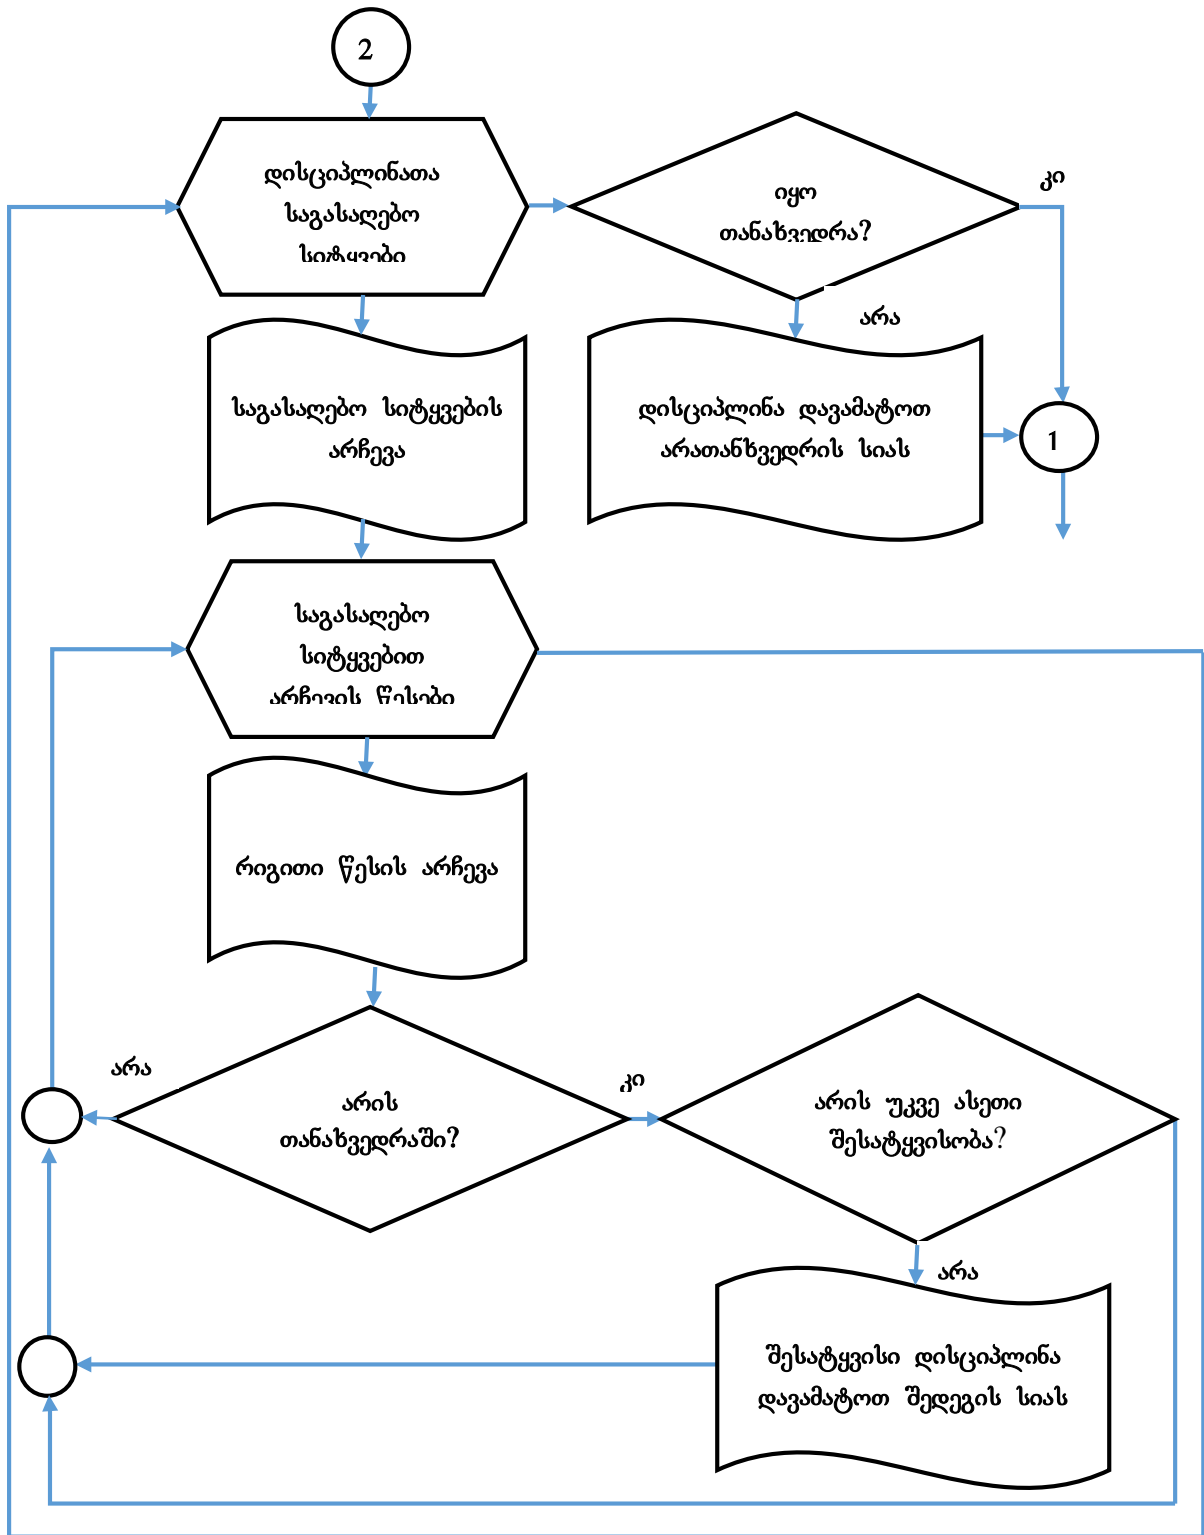 2
დისციპლინათა
საგასაღებო
სიტყვები
იყო
თანახვედრა?
კი
არა
საგასაღებო სიტყვების
არჩევა
დისციპლინა დავამატოთ
არათანხვედრის სიას
1
საგასაღებო
სიტყვებით
არჩევის წესები
რიგითი წესის არჩევა
არა
არის
თანახვედრაში?
კი
არის უკვე ასეთი
შესატყვისობა?
არა
შესატყვისი დისციპლინა
დავამატოთ შედეგის სიას